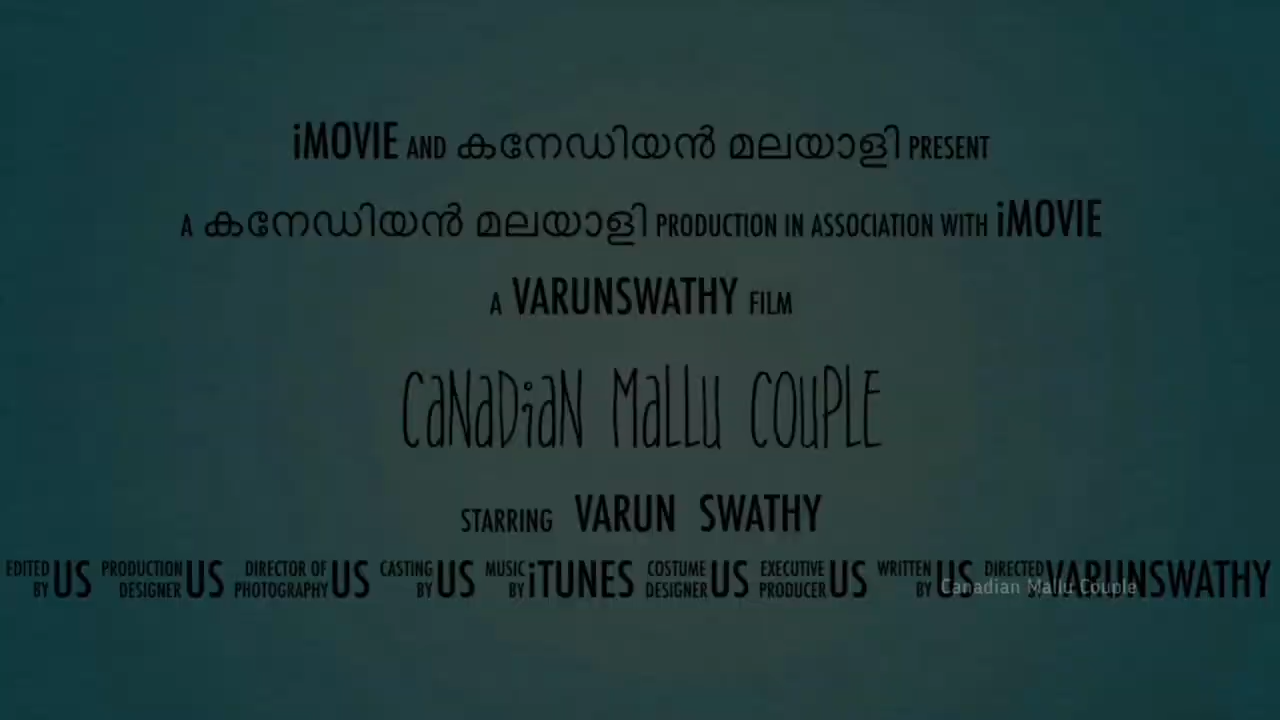 iMOVIE AND കനേഡിയൻ മലയാളി PRESENT
A കനേഡിയൻ മലയാളി PRODUCTION IN ASSOCIATION WITH iMOVIE
A VARUNSWATHY FILM
CaNaDiaN MaLLu COuPLE
STARRING VARUN SWATHY
EDITED BY US PRODUCTION DESIGNER US DIRECTOR OF PHOTOGRAPHY US CASTING BY US MUSIC BY iTUNES COSTUME DESIGNER US EXECUTIVE PRODUCER US WRITTEN BY US DIRECTED BY VARUNSWATHY
Canadian Mallu Couple